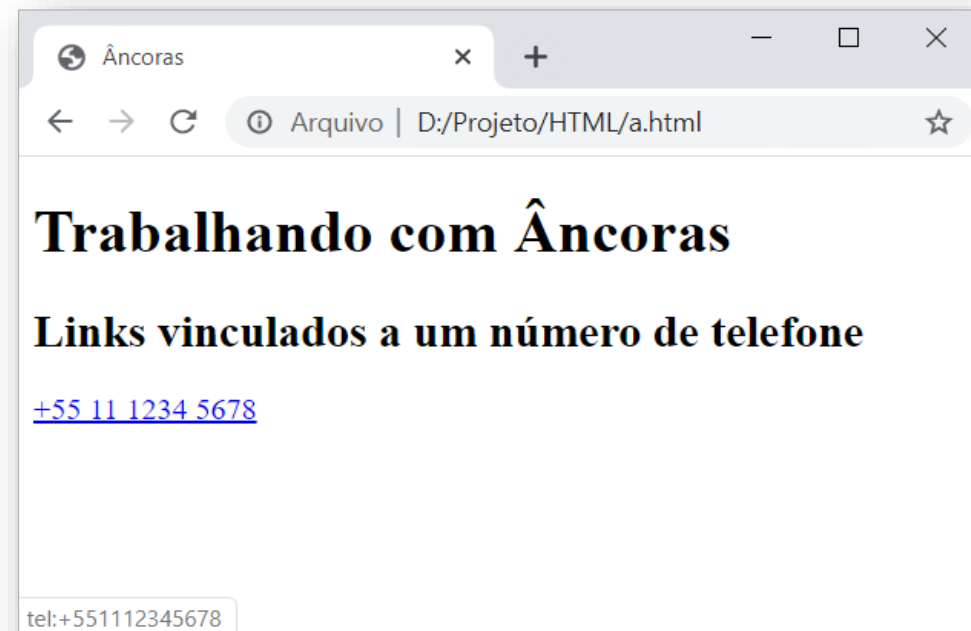 Âncoras
Arquivo | D:/Projeto/HTML/a.html
Trabalhando com Âncoras
Links vinculados a um número de telefone
+55 11 1234 5678
tel:+551112345678